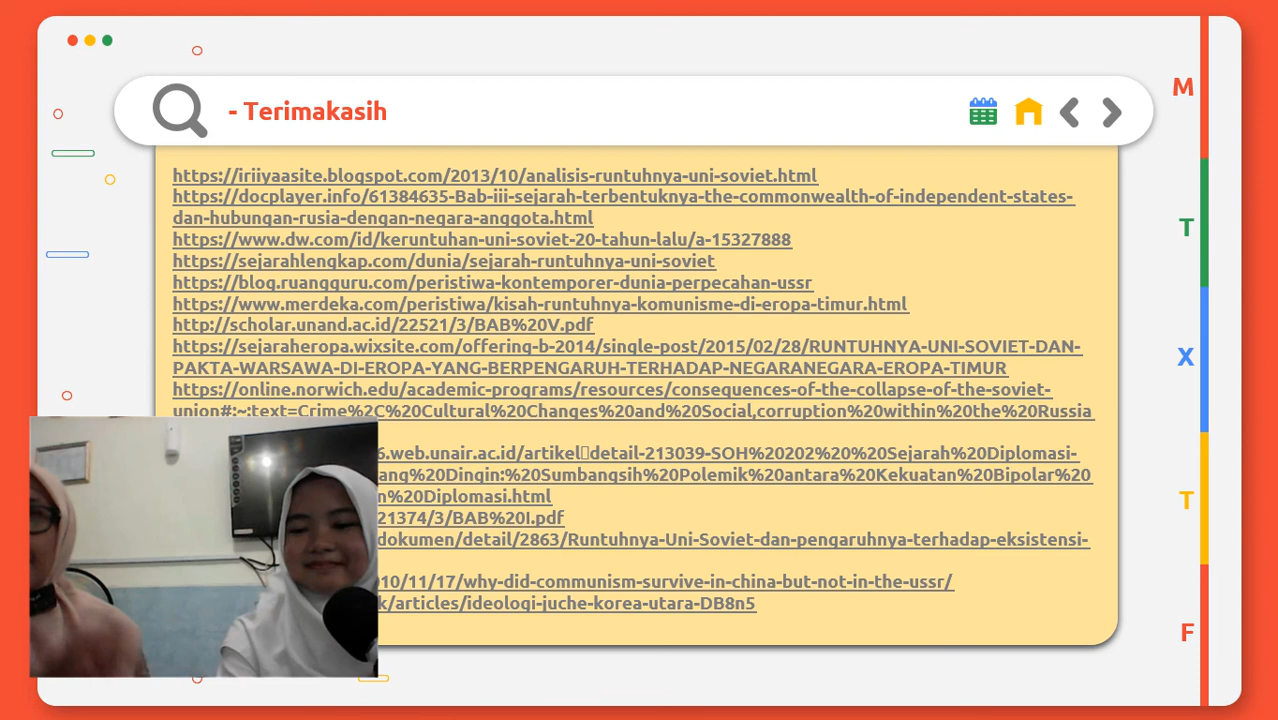 - Terimakasih
https://iriiyaasite.blogspot.com/2013/10/analisis-runtuhnya-uni-soviet.html
https://docplayer.info/61384635-Bab-iii-sejarah-terbentuknya-the-commonwealth-of-independent-states-
dan-hubungan-rusia-dengan-negara-anggota.html
https://www.dw.com/id/keruntuhan-uni-soviet-20-tahun-lalu/a-15327888
https://sejarahlengkap.com/dunia/sejarah-runtuhnya-uni-soviet
https://blog.ruangguru.com/peristiwa-kontemporer-dunia-perpecahan-ussr
https://www.merdeka.com/peristiwa/kisah-runtuhnya-komunisme-di-eropa-timur.html
http://scholar.unand.ac.id/22521/3/BAB%20V.pdf
https://sejaraheropa.wixsite.com/offering-b-2014/single-post/2015/02/28/RUNTUHNYA-UNI-SOVIET-DAN-
PAKTA-WARSAWA-DI-EROPA-YANG-BERPENGARUH-TERHADAP-NEGARANEGARA-EROPA-TIMUR
https://online.norwich.edu/academic-programs/resources/consequences-of-the-collapse-of-the-soviet-
union#:~:text=Crime%2C%20Cultural%20Changes%20and%20Social,corruption%20within%20the%20Russia
6.web.unair.ac.id/artikel▯detail-213039-SOH%20202%20%20Sejarah%20Diplomasi-
ang%20Dingin:%20Sumbangsih%20Polemik%20antara%20Kekuatan%20Bipolar%20
n%20Diplomasi.html
21374/3/BAB%20I.pdf
dokumen/detail/2863/Runtuhnya-Uni-Soviet-dan-pengaruhnya-terhadap-eksistensi-
010/11/17/why-did-communism-survive-in-china-but-not-in-the-ussr/
k/articles/ideologi-juche-korea-utara-DB8n5
M
T
X
T
F